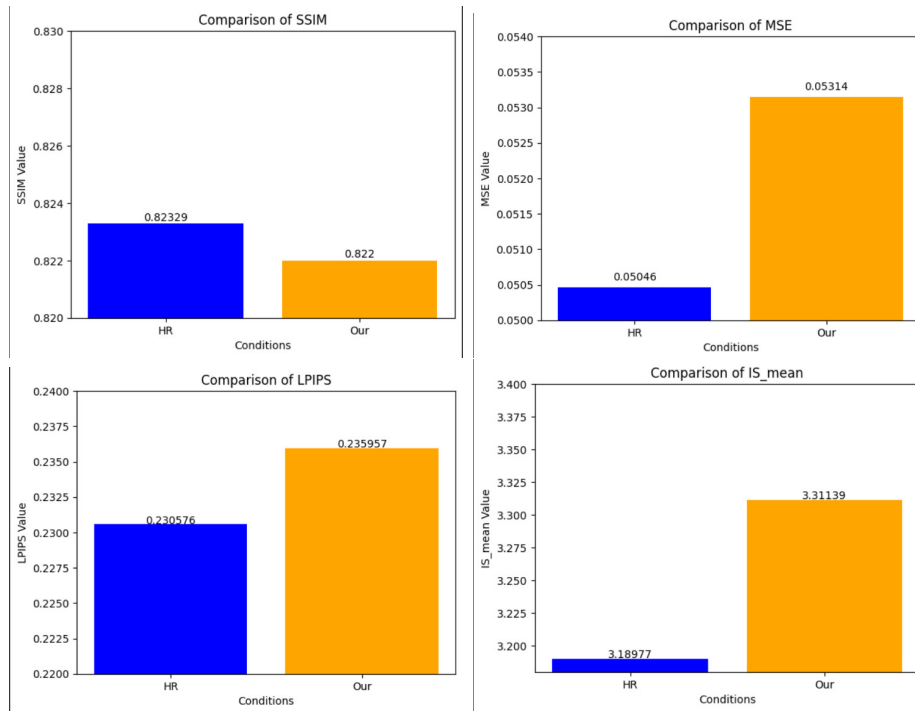 Comparison of SSIM
0.830
0.828
0.826
0.824
0.822
0.820
SSIM Value
0.82329
0.822
HR
Our
Conditions
Comparison of MSE
0.0540
0.0535
0.0530
0.0525
0.0520
0.0515
0.0510
0.0505
0.0500
MSE Value
0.05046
0.05314
HR
Our
Conditions
Comparison of LPIPS
0.2400
0.2375
0.2350
0.2325
0.2300
0.2275
0.2250
0.2225
0.2200
LPIPS Value
0.230576
0.235957
HR
Our
Conditions
Comparison of IS_mean
3.400
3.375
3.350
3.325
3.300
3.275
3.250
3.225
3.200
IS_mean Value
3.18977
3.31139
HR
Our
Conditions